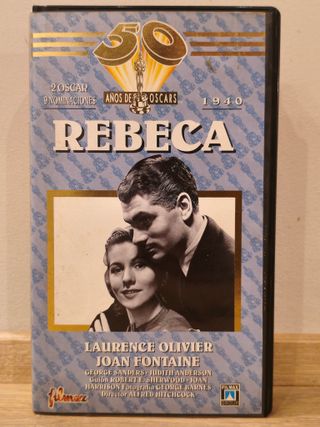 50
AÑOS DE OSCARS
2 OSCAR
9 NOMINACIONES
1940
REBECA
LAURENCE OLIVIER
JOAN FONTAINE
GEORGE SANDERS · JUDITH ANDERSON
Guión ROBERT E. SHERWOOD · JOAN
HARRISON Fotografía GEORGE BARNES
Director ALFRED HITCHCOCK
filmax
FILMAX